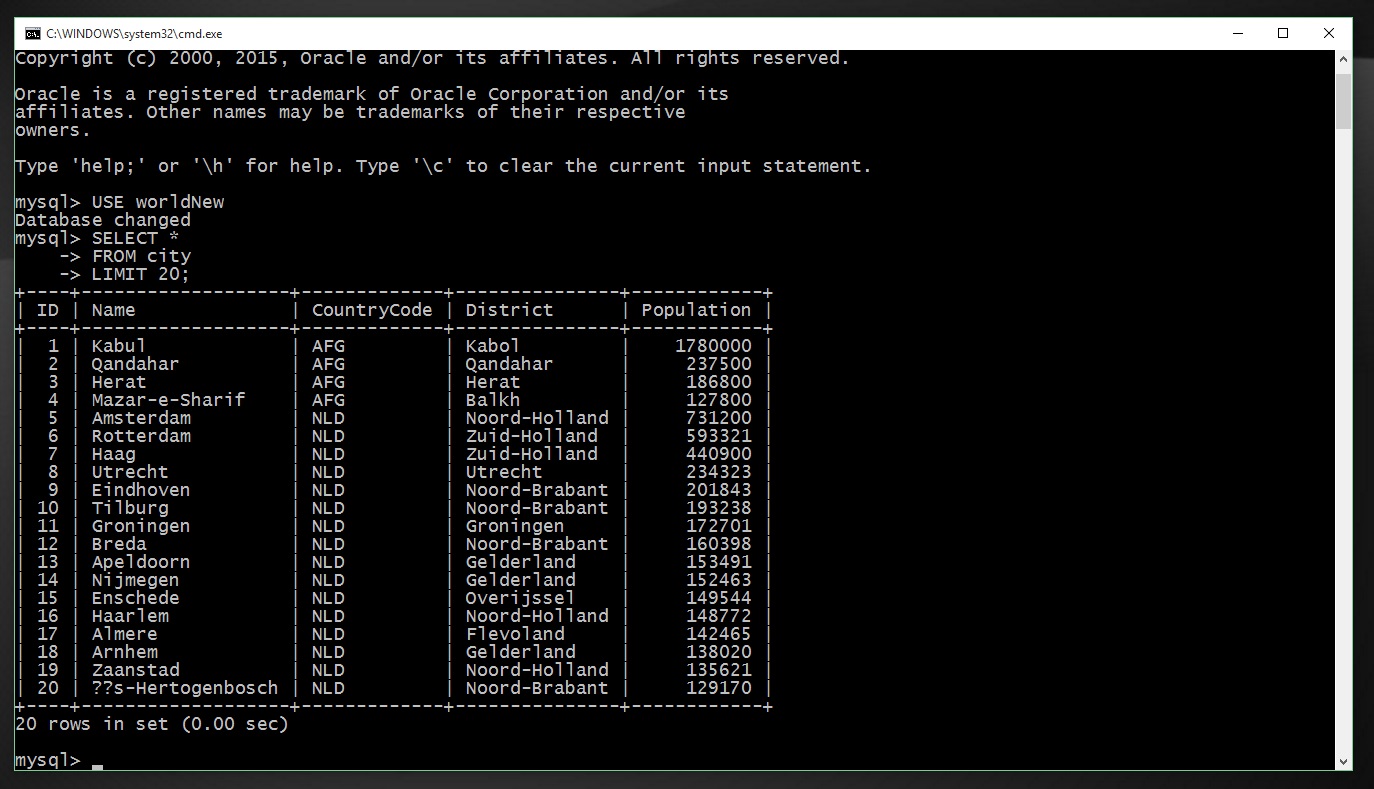 C:\WINDOWS\system32\cmd.exe
Copyright (c) 2000, 2015, Oracle and/or its affiliates. All rights reserved.
Oracle is a registered trademark of Oracle Corporation and/or its
affiliates. Other names may be trademarks of their respective
owners.
Type 'help;' or '\h' for help. Type '\c' to clear the current input statement.
mysql> USE worldNew
Database changed
mysql> SELECT *
    -> FROM city
    -> LIMIT 20;
+----+-------------------+-------------+---------------+------------+
| ID | Name              | CountryCode | District      | Population |
+----+-------------------+-------------+---------------+------------+
|  1 | Kabul             | AFG         | Kabol         |    1780000 |
|  2 | Qandahar          | AFG         | Qandahar      |     237500 |
|  3 | Herat             | AFG         | Herat         |     186800 |
|  4 | Mazar-e-Sharif    | AFG         | Balkh         |     127800 |
|  5 | Amsterdam         | NLD         | Noord-Holland |     731200 |
|  6 | Rotterdam         | NLD         | Zuid-Holland  |     593321 |
|  7 | Haag              | NLD         | Zuid-Holland  |     440900 |
|  8 | Utrecht           | NLD         | Utrecht       |     234323 |
|  9 | Eindhoven         | NLD         | Noord-Brabant |     201843 |
| 10 | Tilburg           | NLD         | Noord-Brabant |     193238 |
| 11 | Groningen         | NLD         | Groningen     |     172701 |
| 12 | Breda             | NLD         | Noord-Brabant |     160398 |
| 13 | Apeldoorn         | NLD         | Gelderland    |     153491 |
| 14 | Nijmegen          | NLD         | Gelderland    |     152463 |
| 15 | Enschede          | NLD         | Overijssel    |     149544 |
| 16 | Haarlem           | NLD         | Noord-Holland |     148772 |
| 17 | Almere            | NLD         | Flevoland     |     142465 |
| 18 | Arnhem            | NLD         | Gelderland    |     138020 |
| 19 | Zaanstad          | NLD         | Noord-Holland |     135621 |
| 20 | ??s-Hertogenbosch | NLD         | Noord-Brabant |     129170 |
+----+-------------------+-------------+---------------+------------+
20 rows in set (0.00 sec)
mysql> _